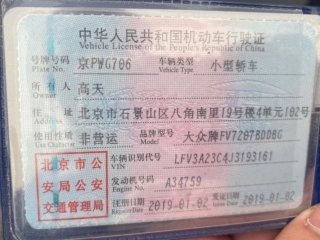 中华人民共和国机动车行驶证
Vehicle License of the People's Republic of China
号牌号码 京PWG706 车辆类型 小型轿车
Plate No. Vehicle Type
所有人 高天
Owner
住址 北京市石景山区八角南里19号楼4单元102号
使用性质 非营运 品牌型号 大众牌FV7207BDDBG
Use Character
北京市公
安局公安
交通管理局
车辆识别代号 LFV3A23C4J3193161
VIN
发动机号码 A34759
Engine No.
注册日期 2019-01-02 发证日期 2019-01-02